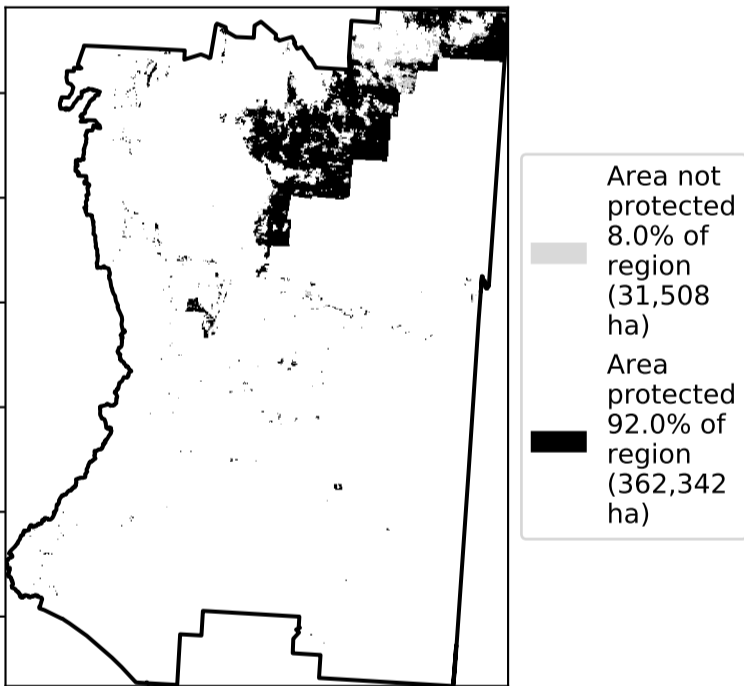 Area not
protected
8.0% of
region
(31,508
ha)
Area
protected
92.0% of
region
(362,342
ha)